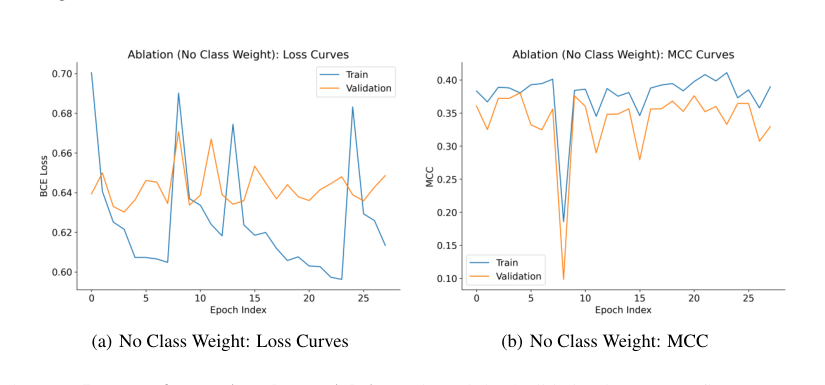 Ablation (No Class Weight): Loss Curves
0.70
0.68
0.66
0.64
0.62
0.60
BCE Loss
0 5 10 15 20 25
Epoch Index
Train
Validation
Ablation (No Class Weight): MCC Curves
0.40
0.35
0.30
0.25
0.20
0.15
0.10
MCC
0 5 10 15 20 25
Epoch Index
Train
Validation
(a) No Class Weight: Loss Curves
(b) No Class Weight: MCC